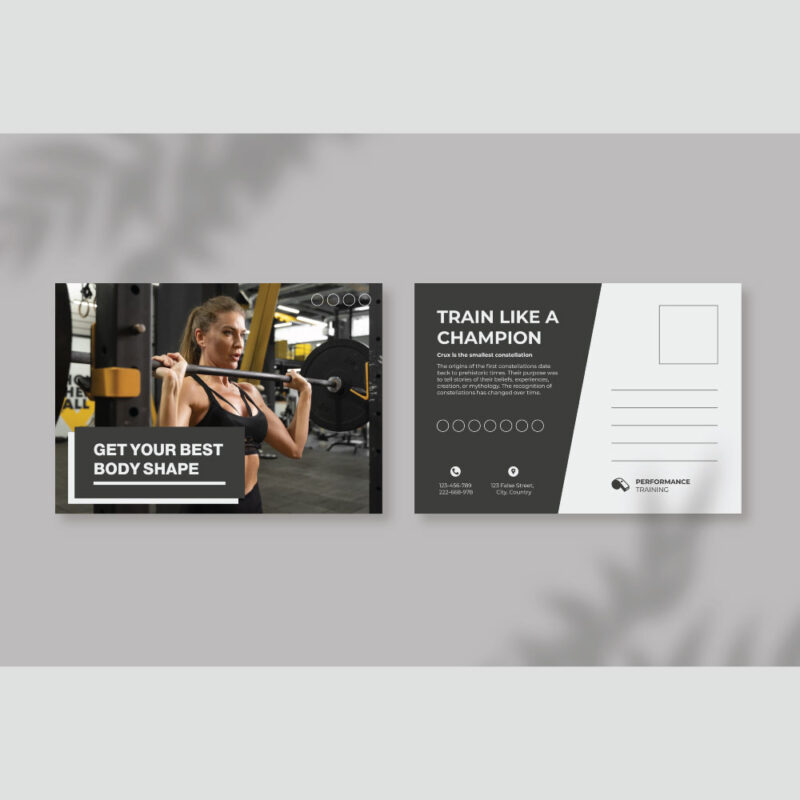 GET YOUR BEST
BODY SHAPE
TRAIN LIKE A
CHAMPION
Crux is the smallest constellation
The origins of the first constellations date
back to prehistoric times. Their purpose was
to tell stories of their beliefs, experiences,
creation, or mythology. The recognition of
constellations has changed over time.
123-456-789
222-668-978
123 False Street,
City, Country
PERFORMANCE
TRAINING